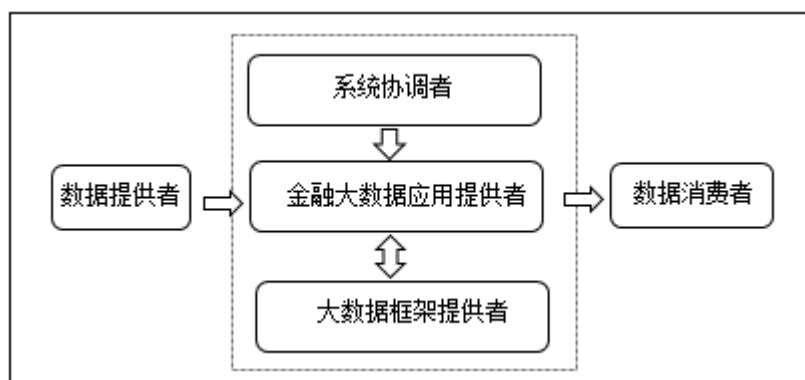 系统协调者
数据提供者
金融大数据应用提供者
数据消费者
大数据框架提供者